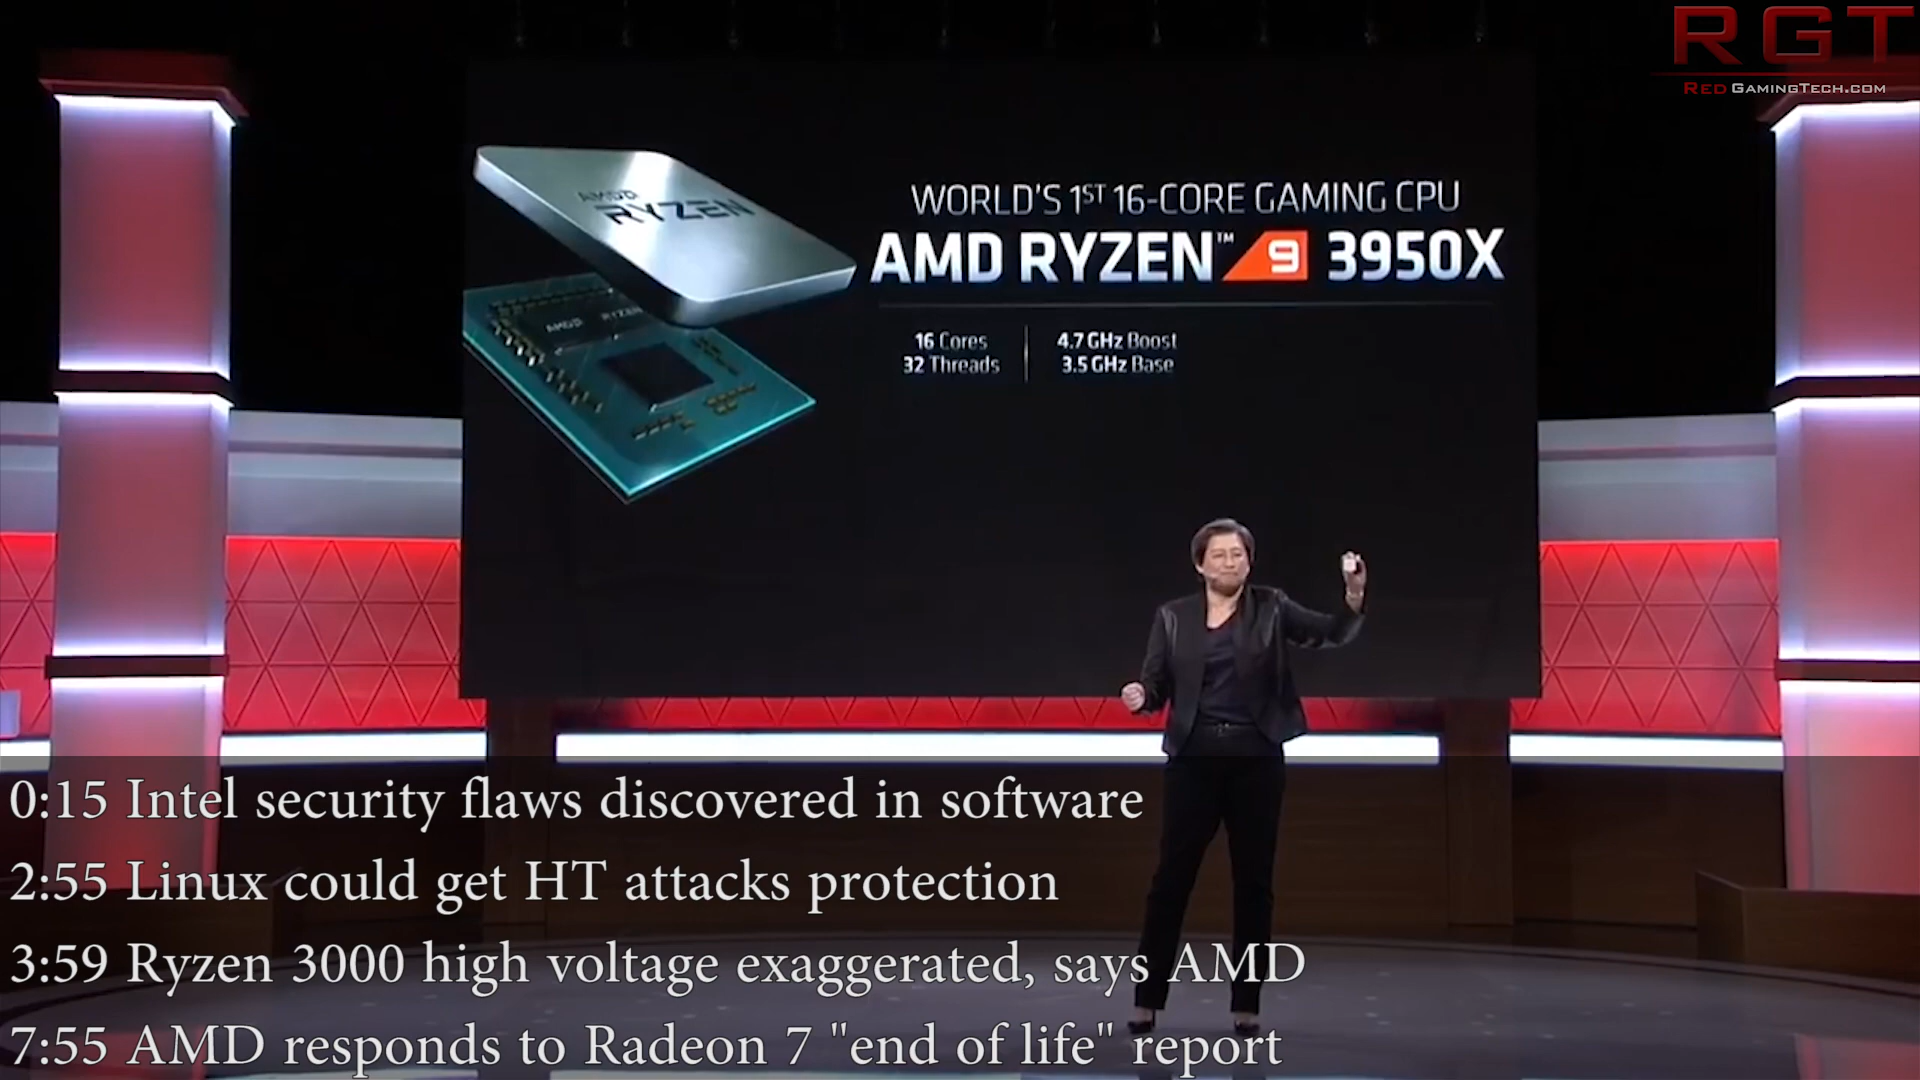 RGT
RedGamingTech.com
AMD
RYZEN
AMD RYZEN
WORLD'S 1ST 16-CORE GAMING CPU
AMD RYZEN™ 9 3950X
16 Cores
32 Threads
4.7 GHz Boost
3.5 GHz Base
0:15 Intel security flaws discovered in software
2:55 Linux could get HT attacks protection
3:59 Ryzen 3000 high voltage exaggerated, says AMD
7:55 AMD responds to Radeon 7 "end of life" report